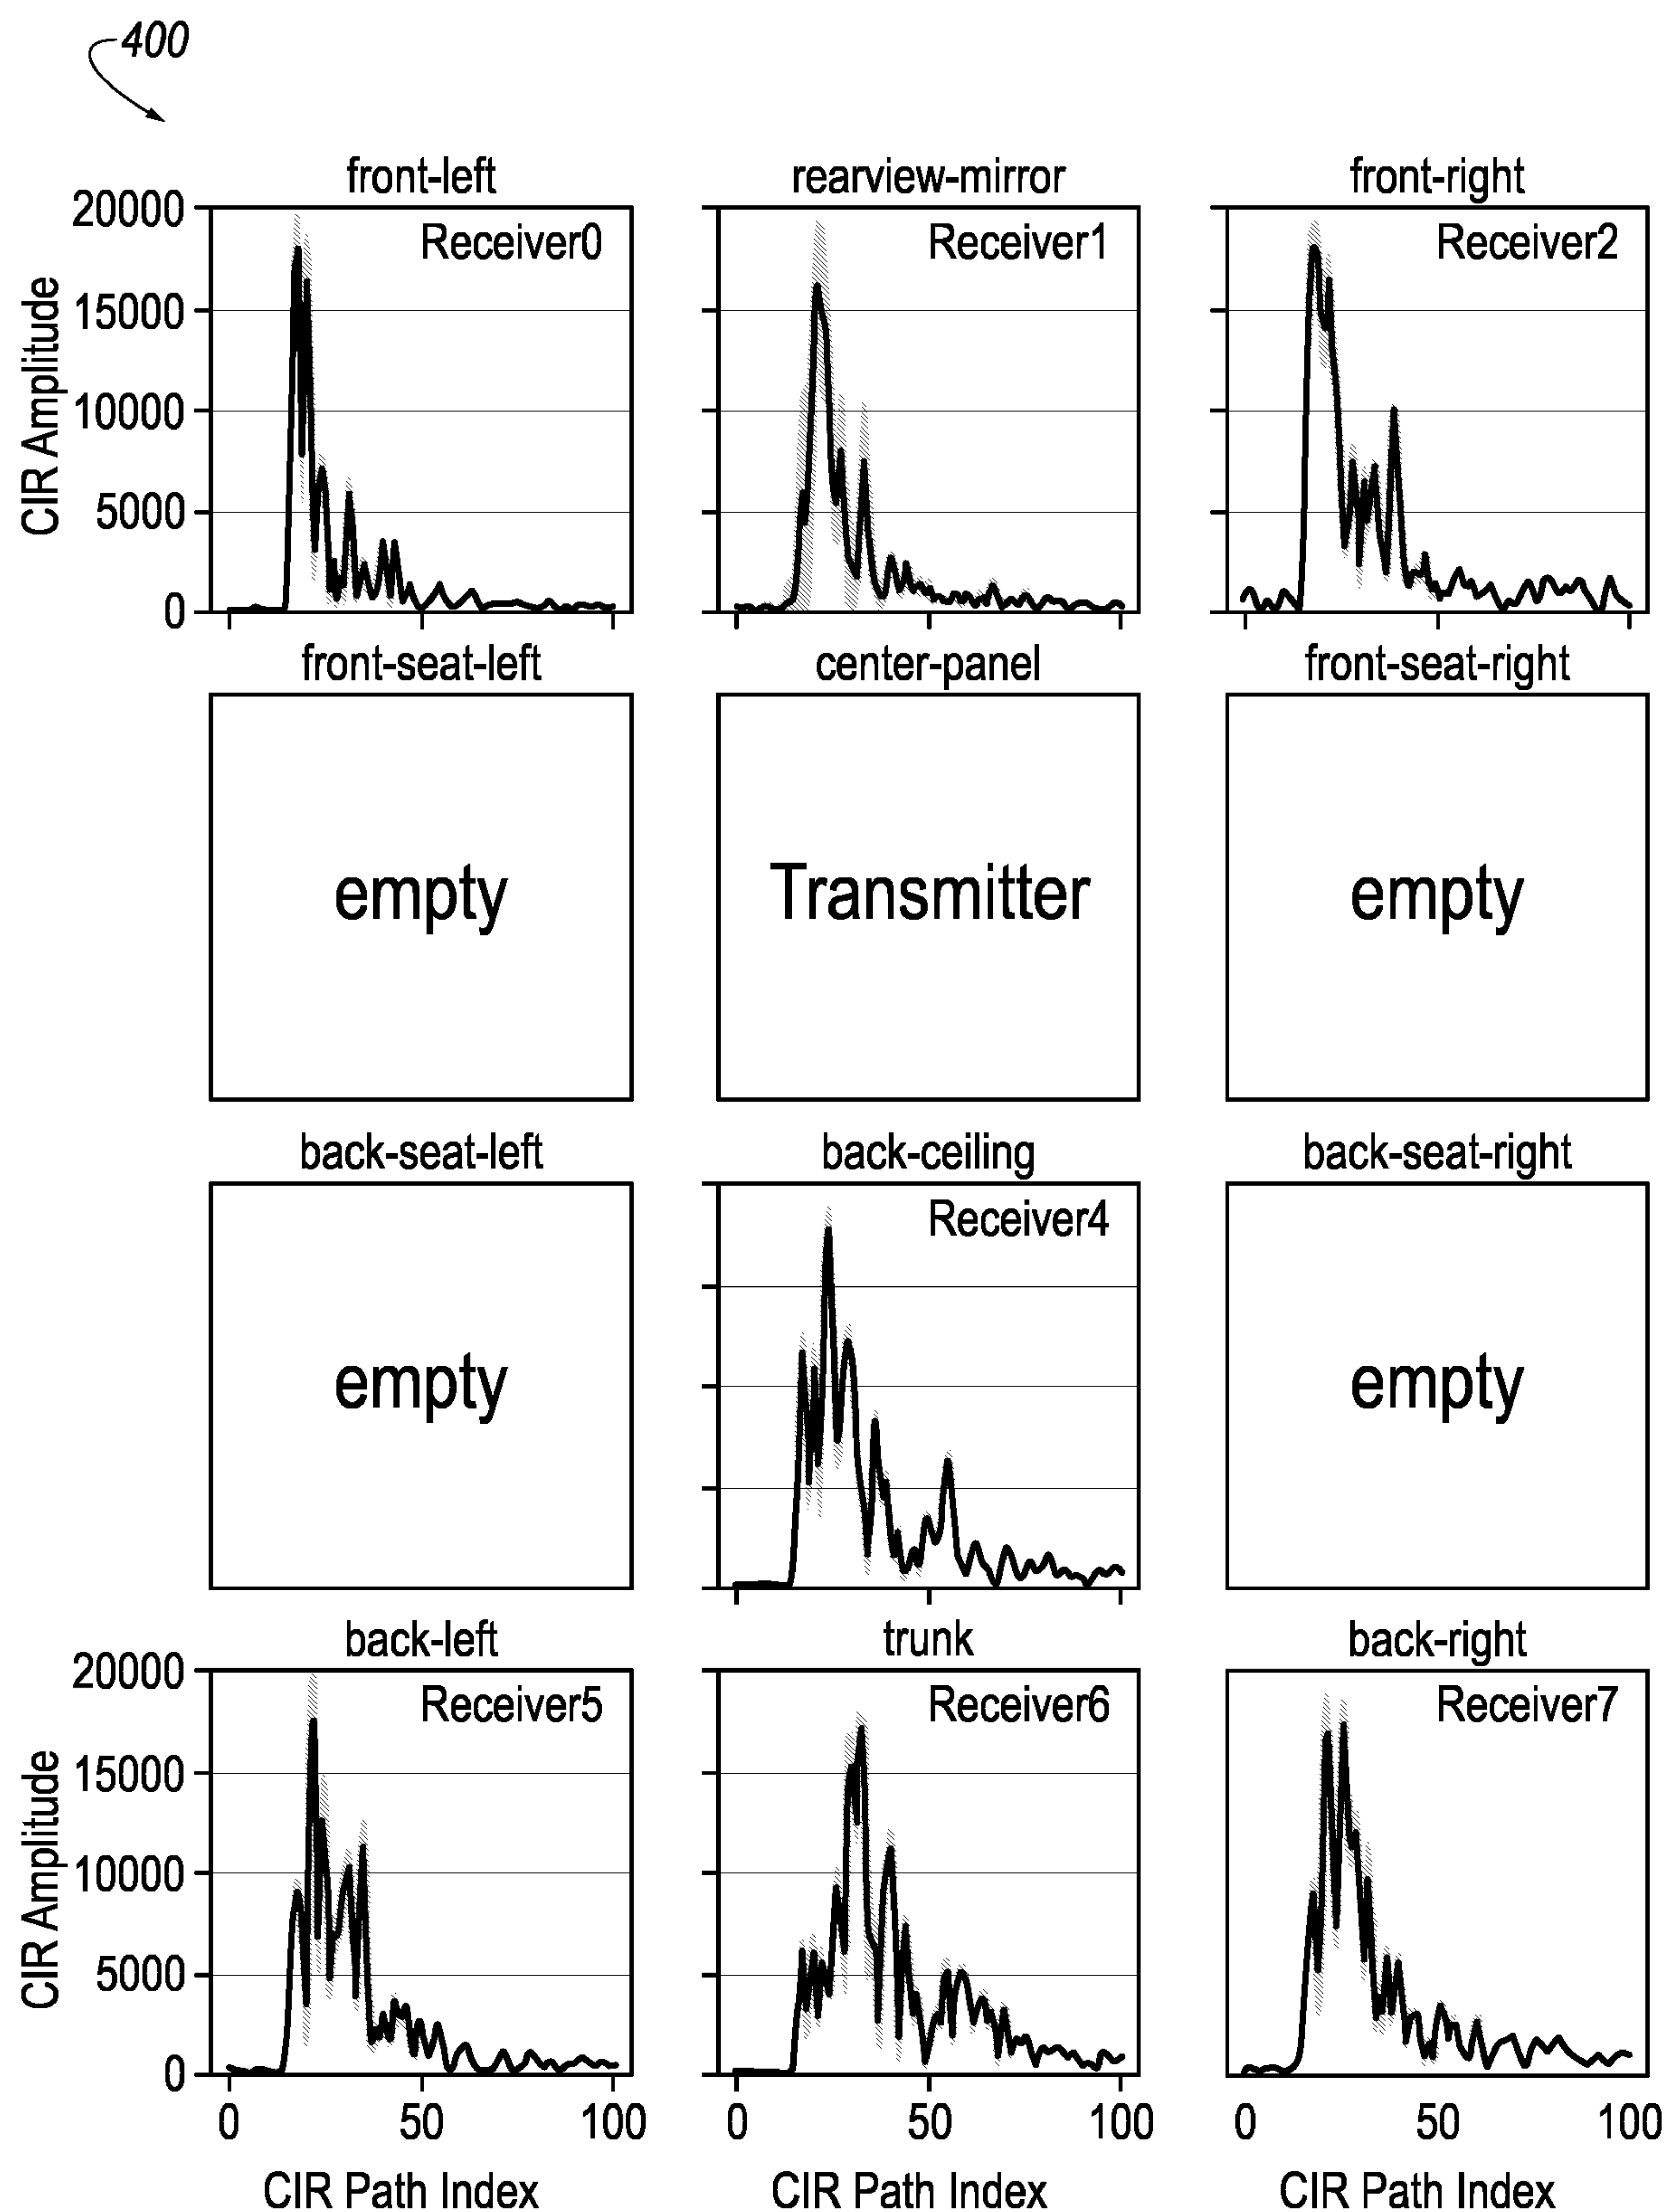 400
front-left rearview-mirror front-right
20000 Receiver0 Receiver1 Receiver2
15000
10000
5000
0
CIR Amplitude
front-seat-left center-panel front-seat-right
empty Transmitter empty
back-seat-left back-ceiling back-seat-right
Receiver4
empty empty
back-left trunk back-right
20000 Receiver5 Receiver6 Receiver7
15000
10000
5000
0
CIR Amplitude
0 50 100 0 50 100 0 50 100
CIR Path Index CIR Path Index CIR Path Index